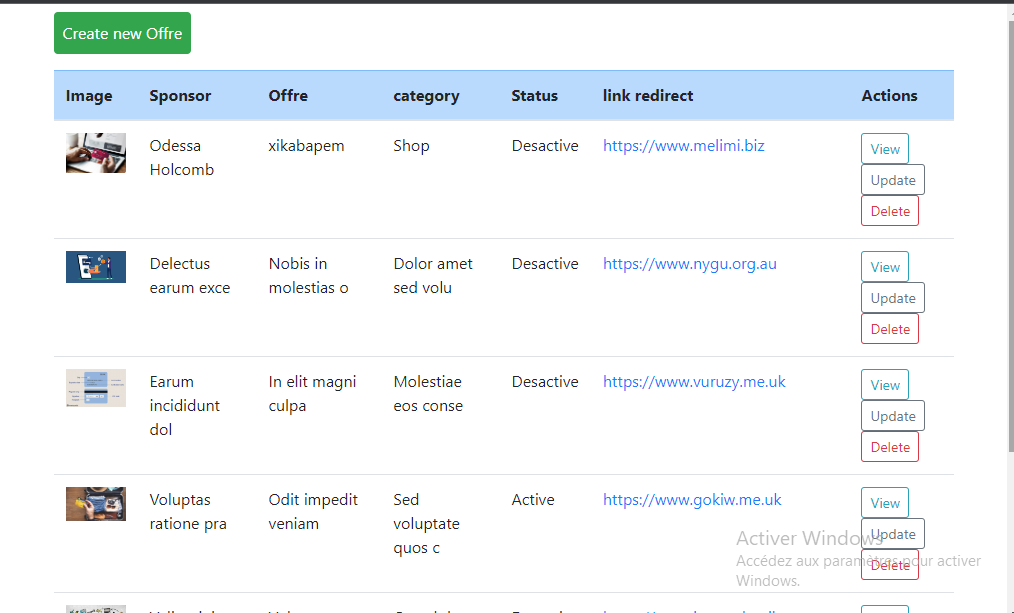 Create new Offre
Image Sponsor Offre category Status link redirect Actions
Odessa Holcomb xikabapem Shop Desactive https://www.melimi.biz View
Update
Delete
Delectus earum exce Nobis in molestias o Dolor amet sed volu Desactive https://www.nygu.org.au View
Update
Delete
Earum incididunt dol In elit magni culpa Molestiae eos conse Desactive https://www.vuruzy.me.uk View
Update
Delete
Voluptas ratione pra Odit impedit veniam Sed voluptate quos c Active https://www.gokiw.me.uk View
Update
Delete
Activer Windows
Accédez aux paramètres pour activer
Windows.